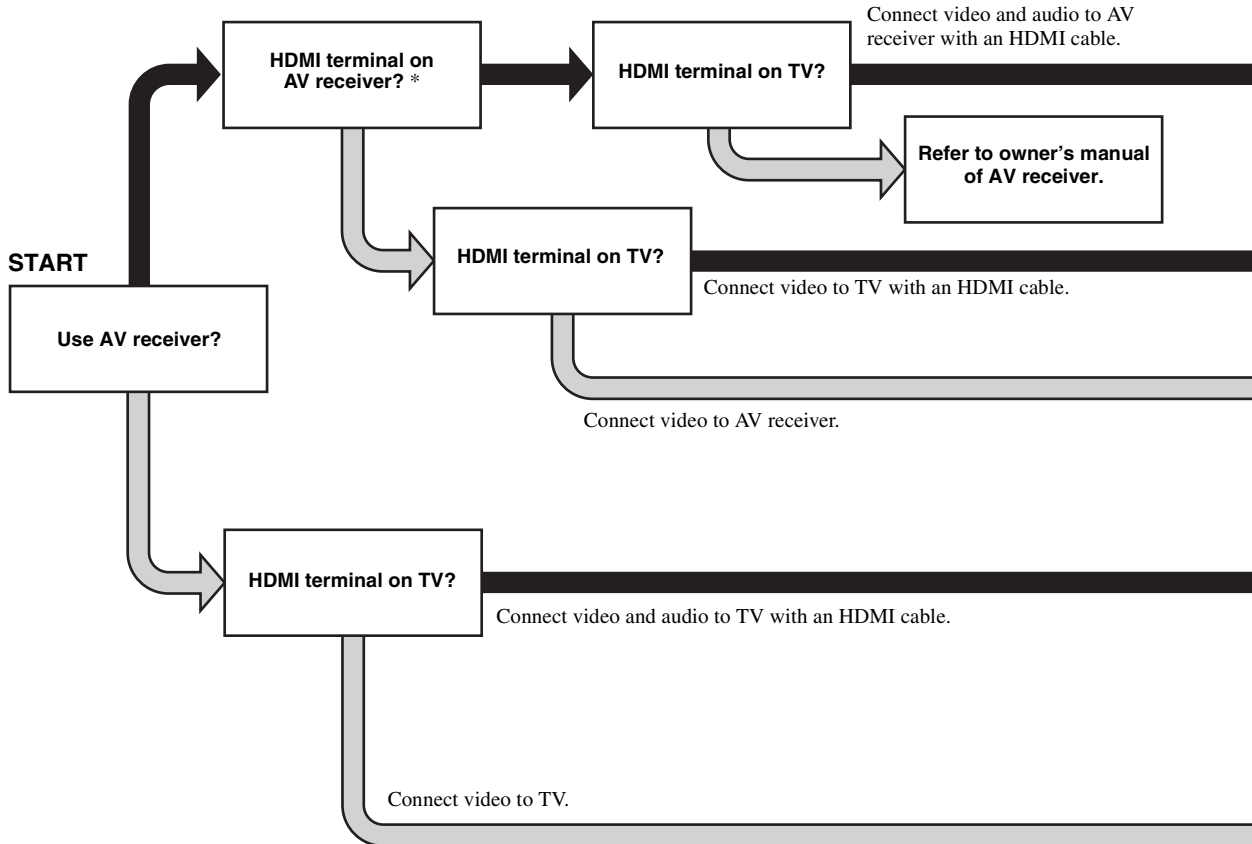 Connect video and audio to AV
receiver with an HDMI cable.
HDMI terminal on
AV receiver? *
HDMI terminal on TV?
Refer to owner’s manual
of AV receiver.
HDMI terminal on TV?
START
Connect video to TV with an HDMI cable.
Use AV receiver?
Connect video to AV receiver.
HDMI terminal on TV?
Connect video and audio to TV with an HDMI cable.
Connect video to TV.